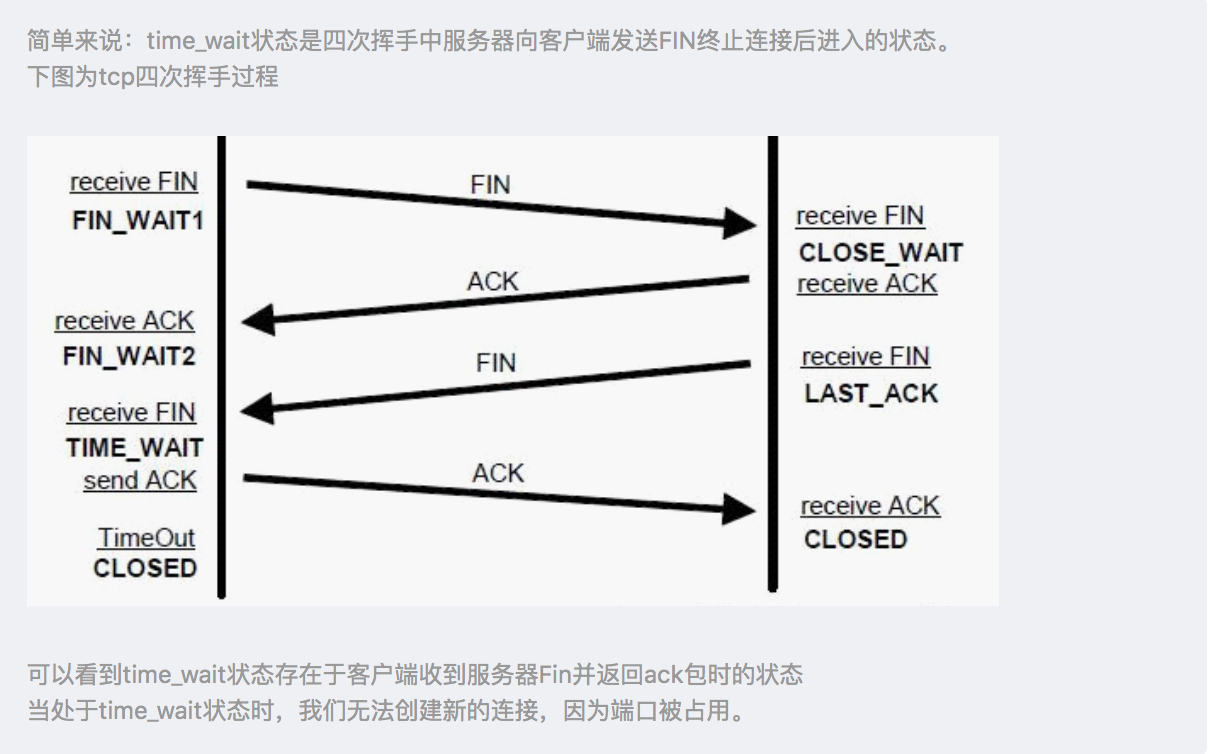 简单来说：time_wait状态是四次挥手中服务器向客户端发送FIN终止连接后进入的状态。
下图为tcp四次挥手过程
receive FIN
FIN
FIN_WAIT1
receive FIN
CLOSE_WAIT
ACK
receive ACK
receive ACK
FIN_WAIT2
FIN
receive FIN
LAST_ACK
receive FIN
TIME_WAIT
send ACK
ACK
receive ACK
CLOSED
TimeOut
CLOSED
可以看到time_wait状态存在于客户端收到服务器Fin并返回ack包时的状态
当处于time_wait状态时，我们无法创建新的连接，因为端口被占用。